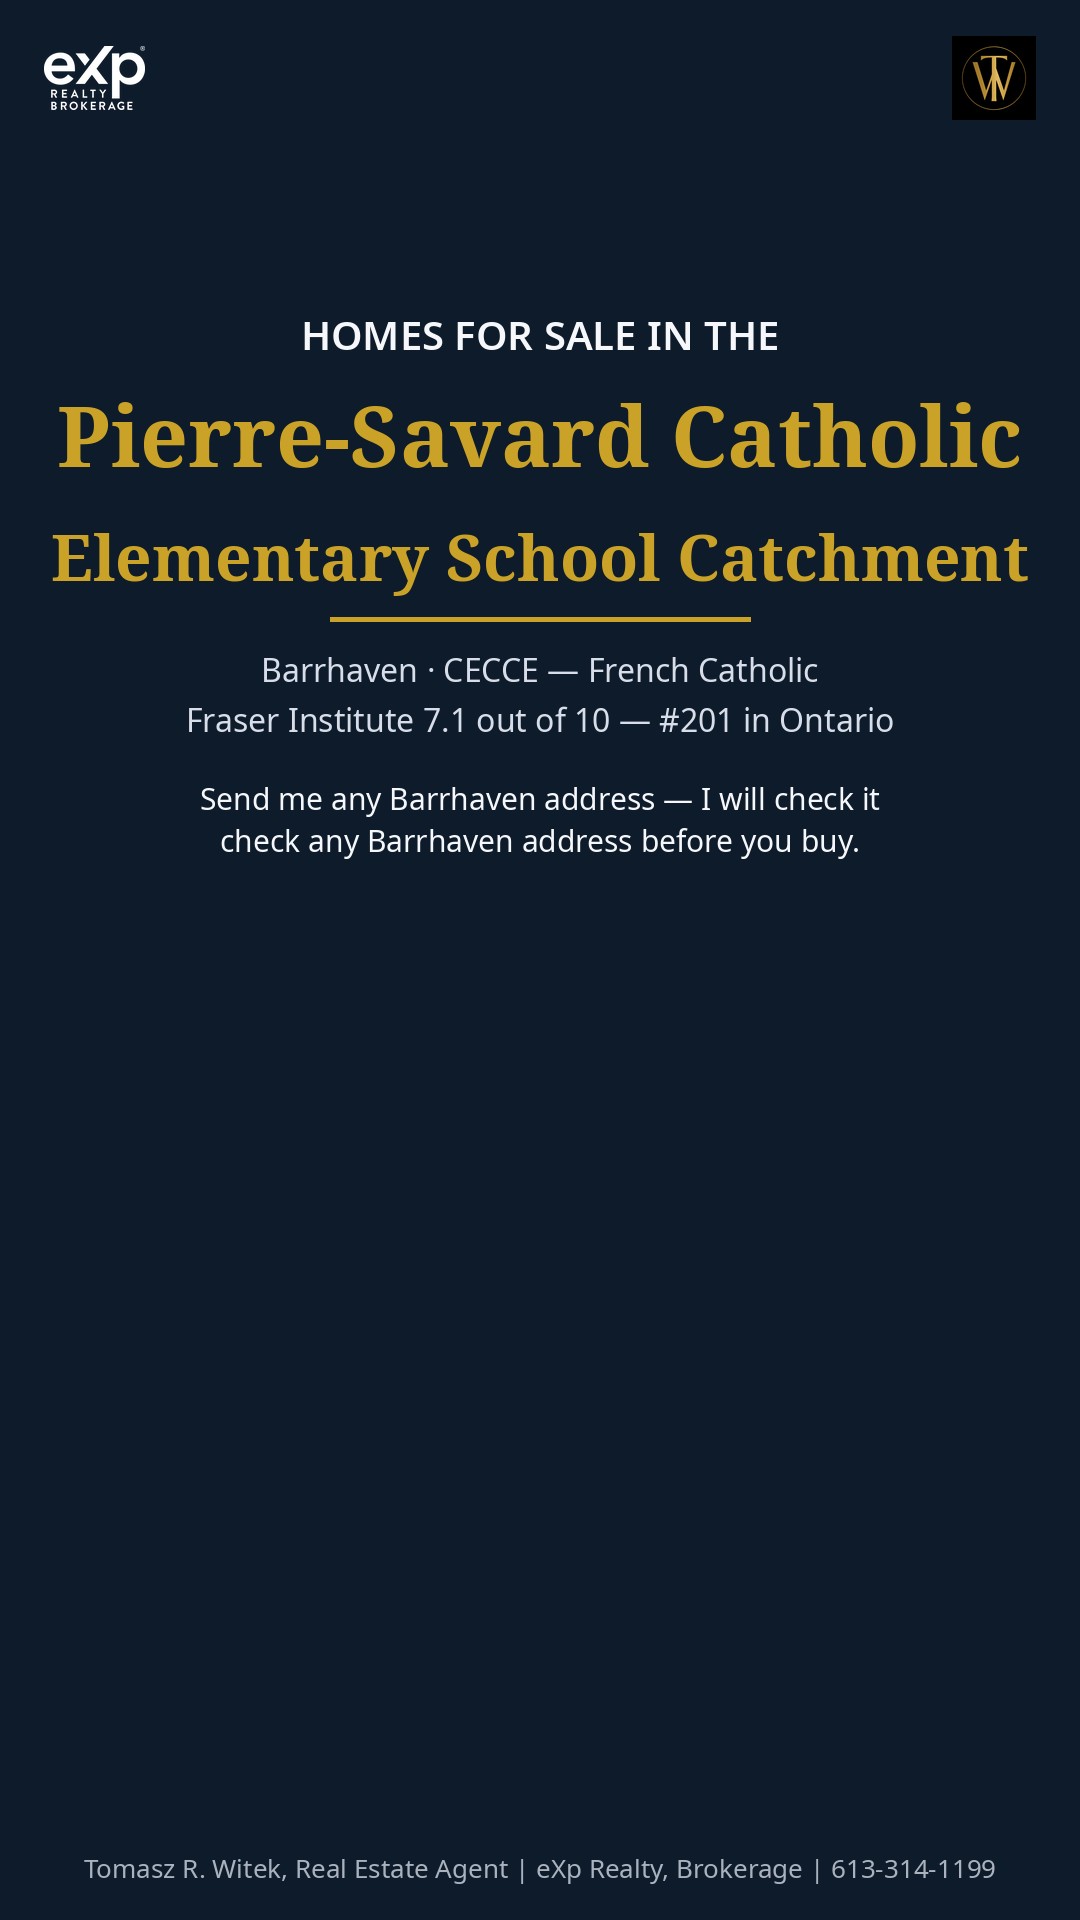 eXp®
REALTY
BROKERAGE
TW
HOMES FOR SALE IN THE
Pierre-Savard Catholic
Elementary School Catchment
Barrhaven · CECCE — French Catholic
Fraser Institute 7.1 out of 10 — #201 in Ontario
Send me any Barrhaven address — I will check it
check any Barrhaven address before you buy.
Tomasz R. Witek, Real Estate Agent | eXp Realty, Brokerage | 613-314-1199